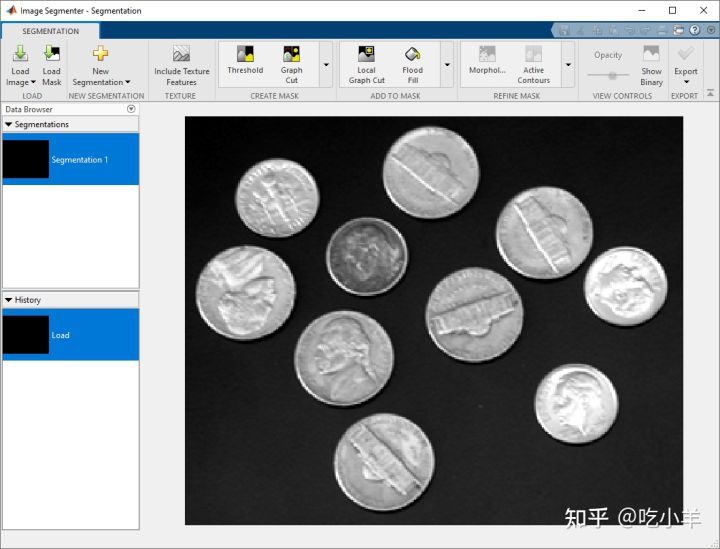 Image Segmenter - Segmentation
SEGMENTATION
Load Image
Load Mask
New Segmentation
Include Texture Features
Threshold
Graph Cut
Local Graph Cut
Flood Fill
Morphol...
Active Contours
Opacity
Show Binary
Export
LOAD
NEW SEGMENTATION
TEXTURE
CREATE MASK
ADD TO MASK
REFINE MASK
VIEW CONTROLS
EXPORT
Data Browser
Segmentations
Segmentation 1
History
Load
知乎 @吃小羊